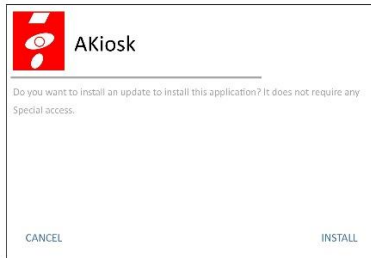 AKiosk
Do you want to install an update to install this application? It does not require any
Special access.
CANCEL INSTALL